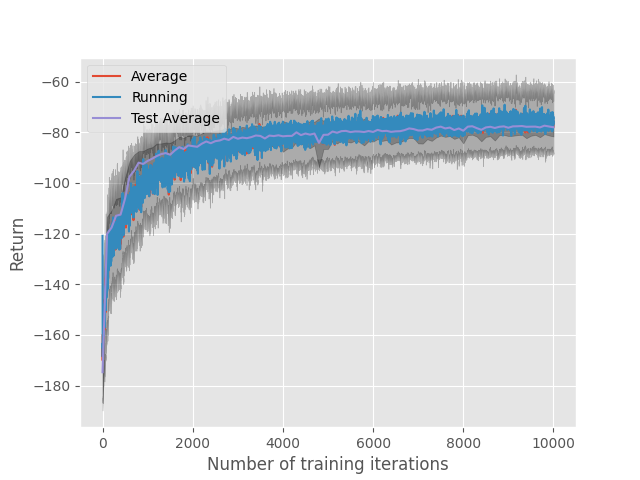 Average
Running
Test Average
−60
−80
−100
−120
−140
−160
−180
Return
0 2000 4000 6000 8000 10000
Number of training iterations